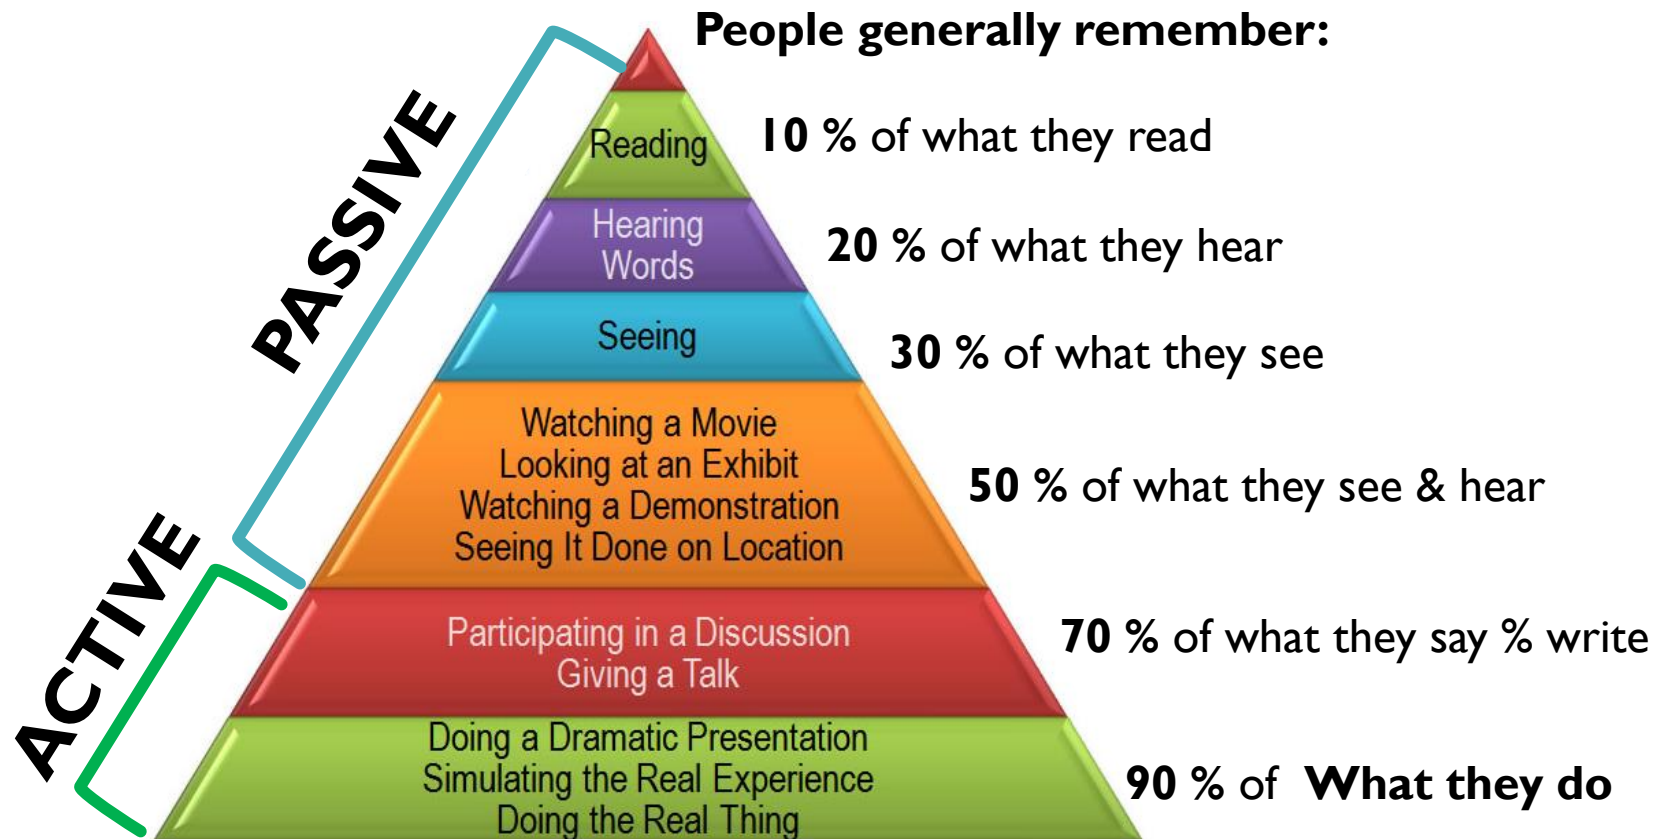 People generally remember:
PASSIVE
Reading
10 % of what they read
Hearing
Words
20 % of what they hear
Seeing
30 % of what they see
Watching a Movie
Looking at an Exhibit
Watching a Demonstration
Seeing It Done on Location
50 % of what they see & hear
ACTIVE
Participating in a Discussion
Giving a Talk
70 % of what they say % write
Doing a Dramatic Presentation
Simulating the Real Experience
Doing the Real Thing
90 % of What they do